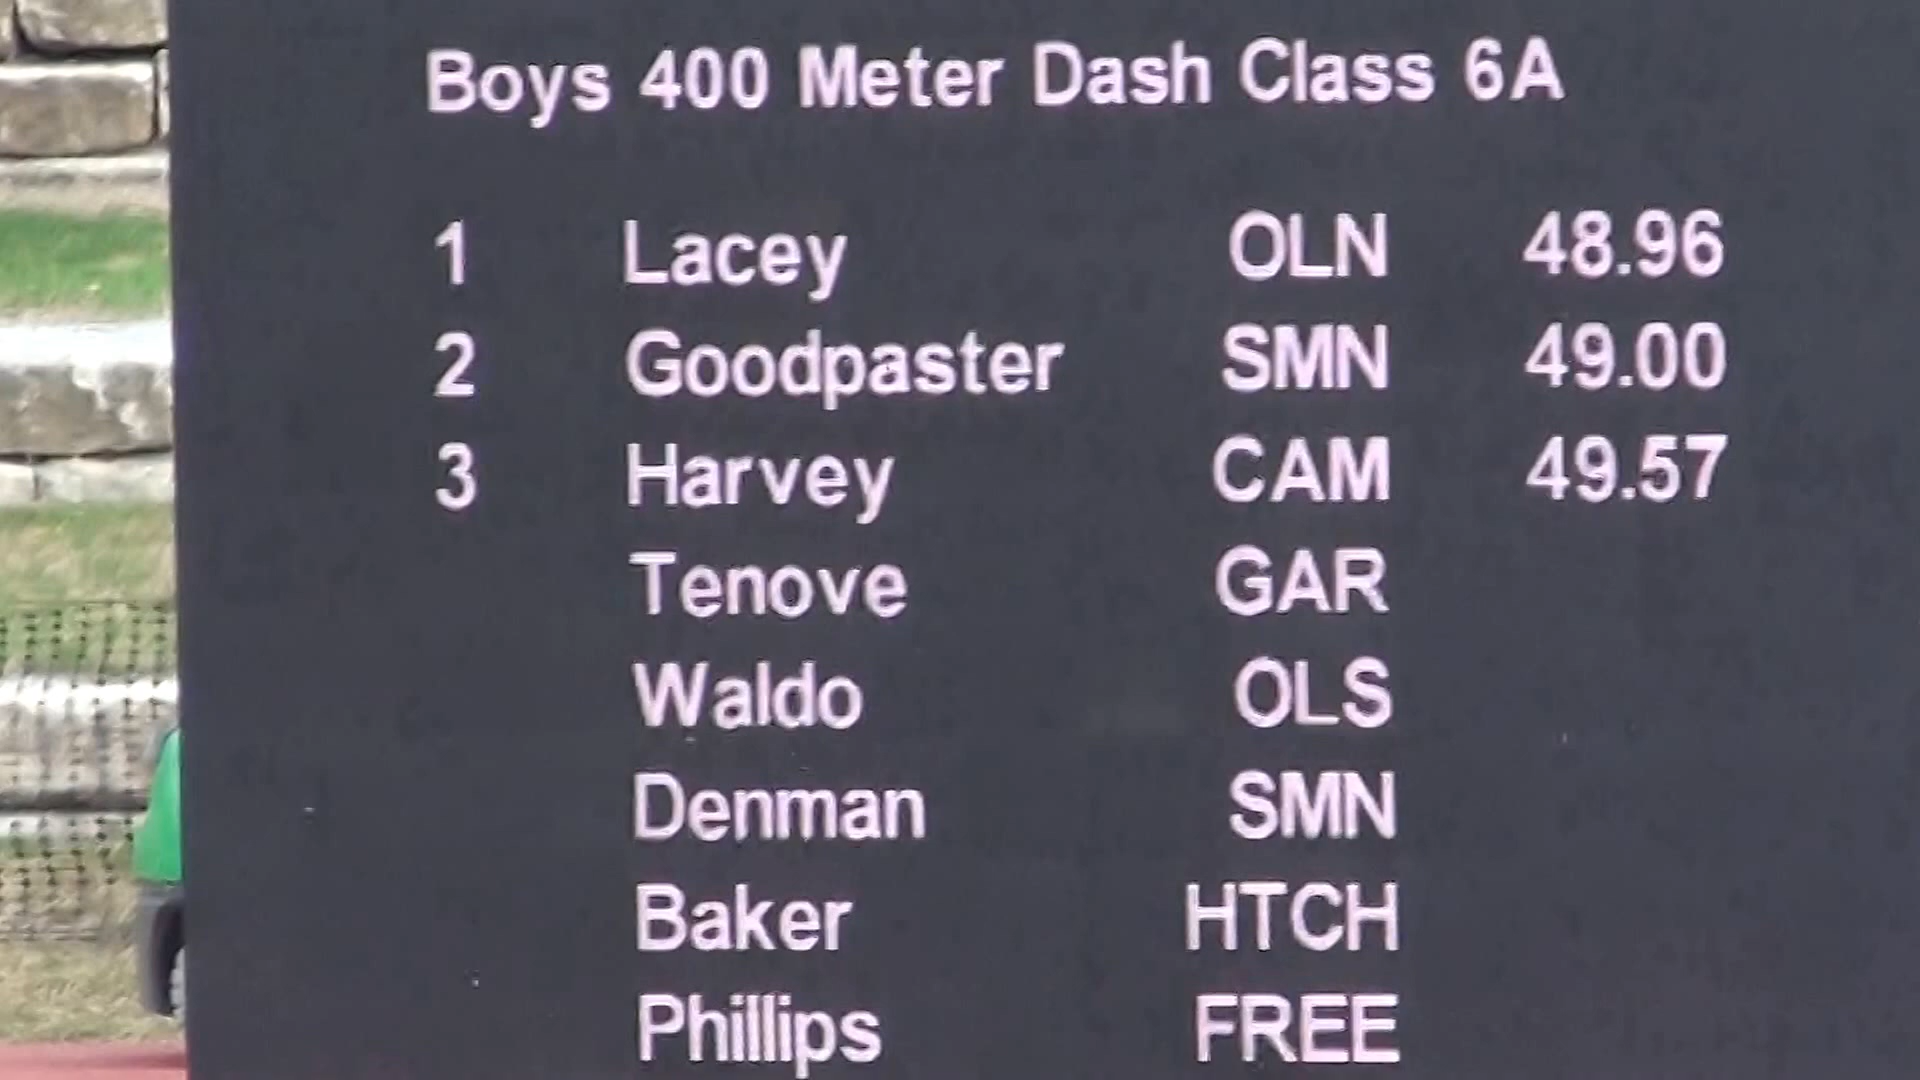 Boys 400 Meter Dash Class 6A
1 Lacey OLN 48.96
2 Goodpaster SMN 49.00
3 Harvey CAM 49.57
Tenove GAR
Waldo OLS
Denman SMN
Baker HTCH
Phillips FREE